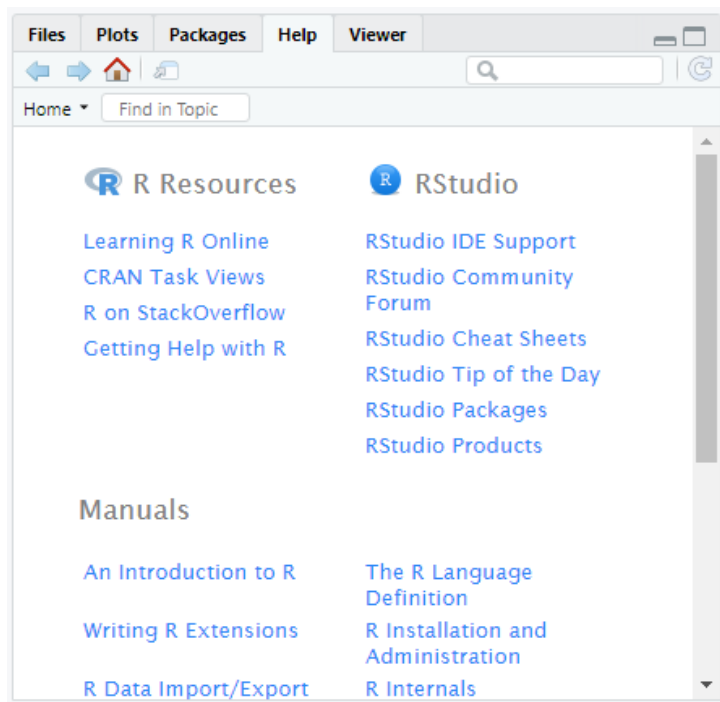 Files Plots Packages Help Viewer
Home Find in Topic
R R Resources
R RStudio
Learning R Online
CRAN Task Views
R on StackOverflow
Getting Help with R
RStudio IDE Support
RStudio Community
Forum
RStudio Cheat Sheets
RStudio Tip of the Day
RStudio Packages
RStudio Products
Manuals
An Introduction to R
The R Language
Definition
Writing R Extensions
R Installation and
Administration
R Data Import/Export
R Internals